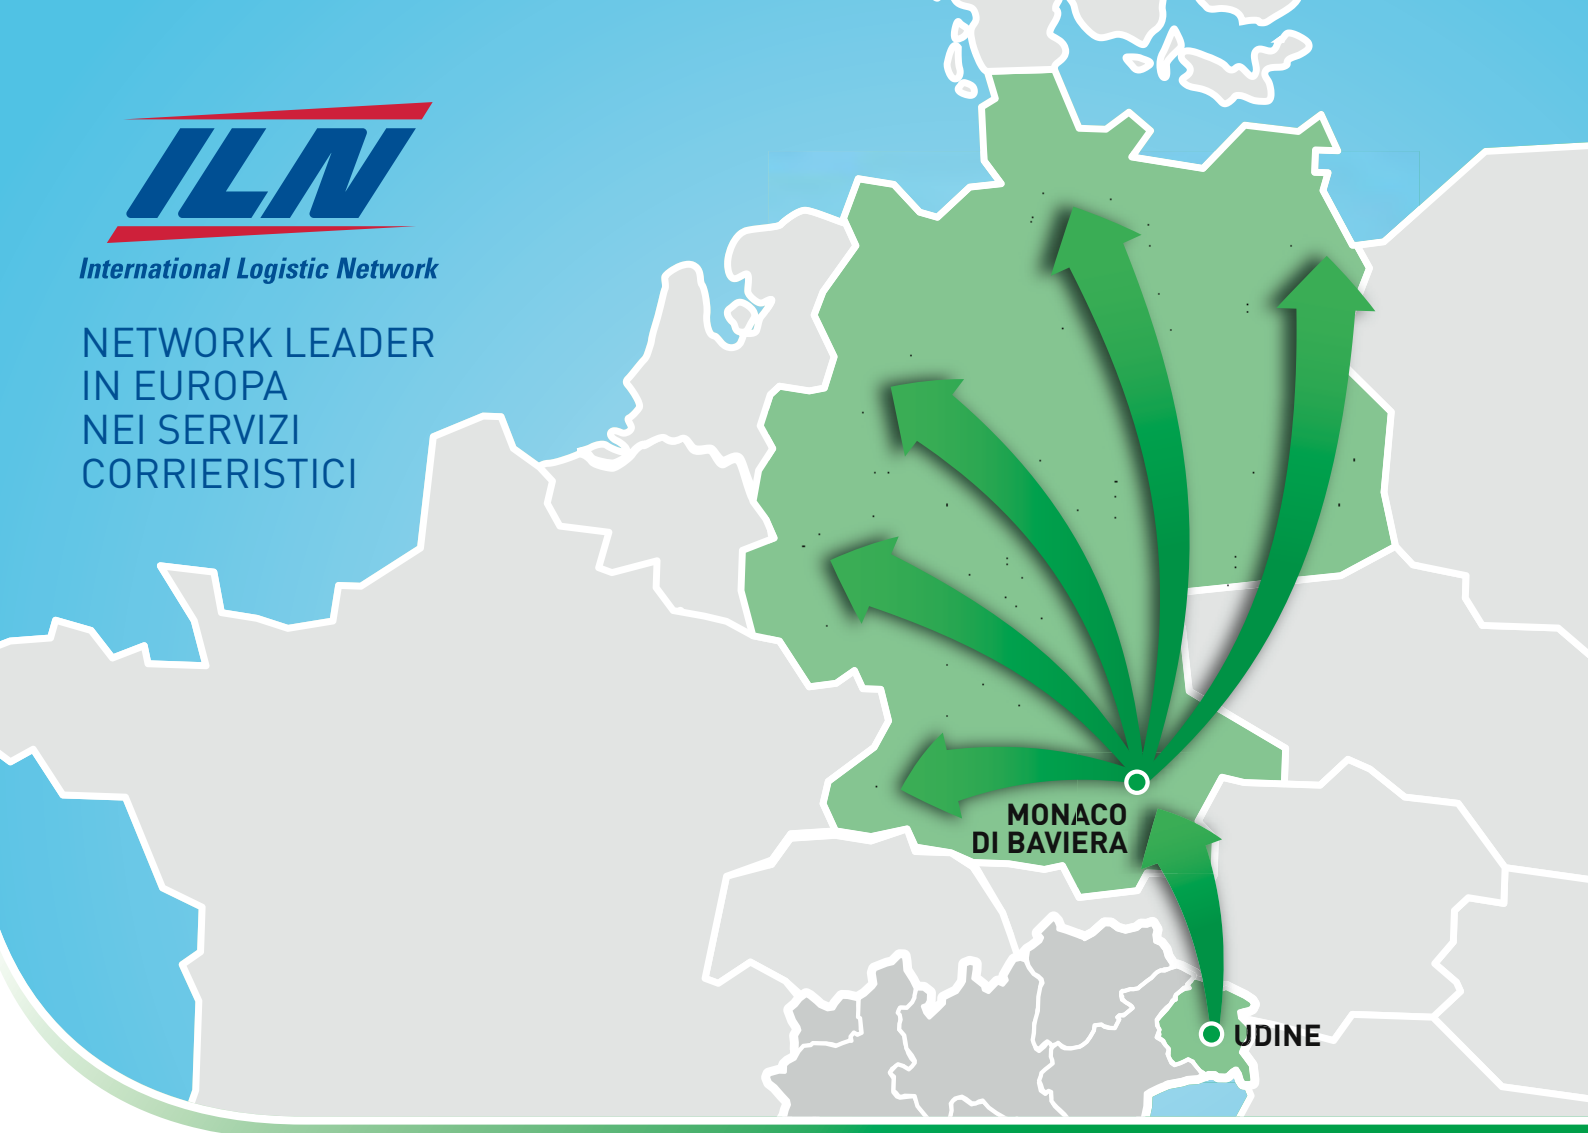 ILN
International Logistic Network
NETWORK LEADER
IN EUROPA
NEI SERVIZI
CORRIERISTICI
MONACO
DI BAVIERA
UDINE